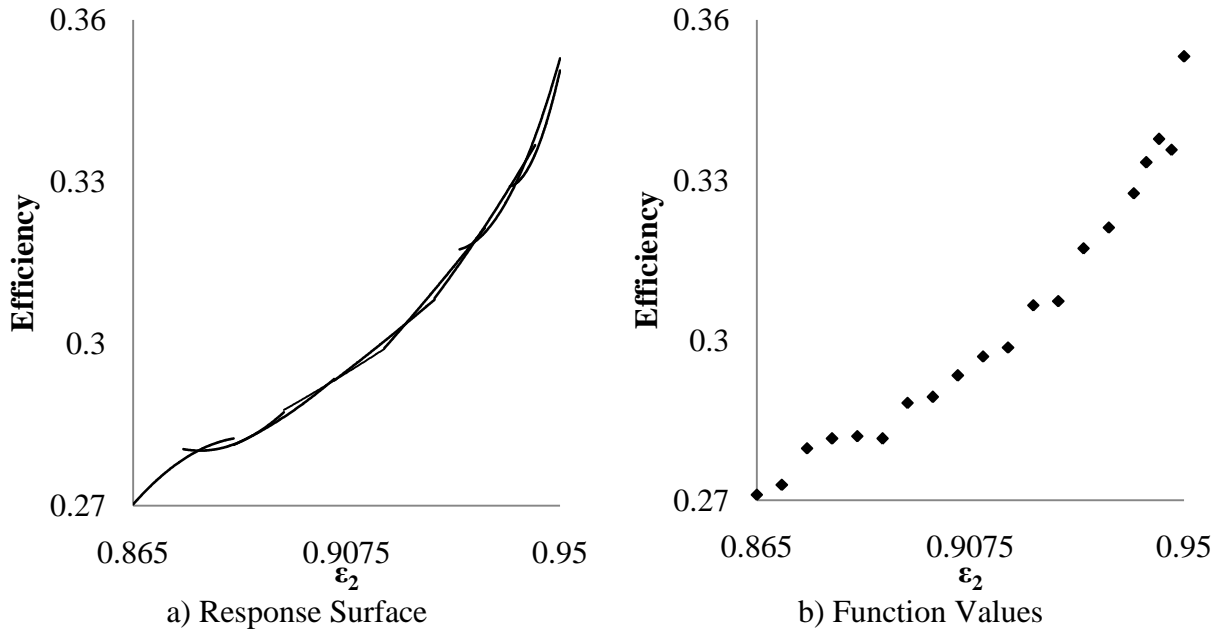 0.36
0.33
0.3
0.27
Efficiency
0.865
0.9075
0.95
ε2
a) Response Surface
0.36
0.33
0.3
0.27
Efficiency
0.865
0.9075
0.95
ε2
b) Function Values